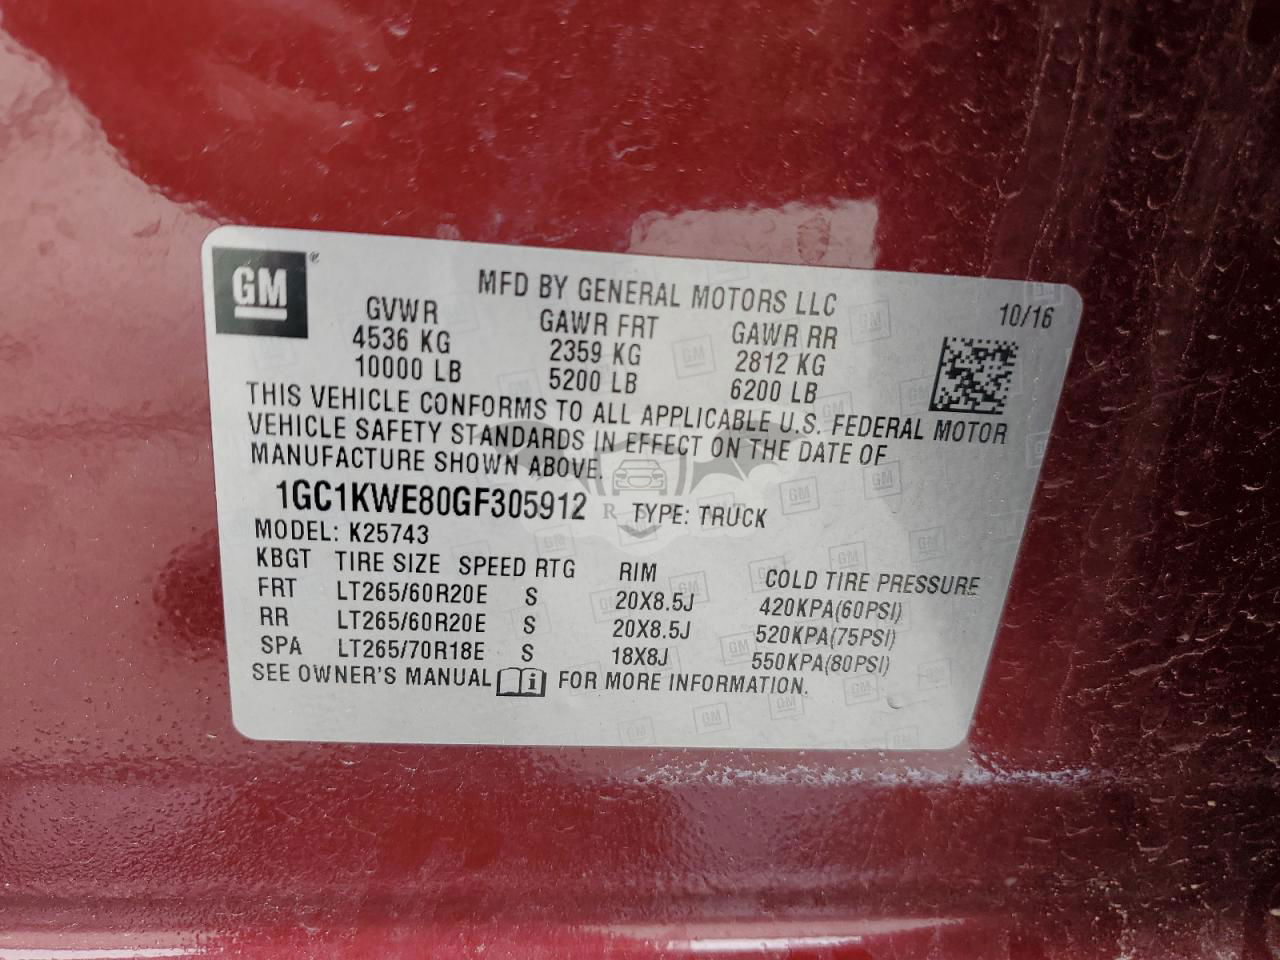 GM ®
MFD BY GENERAL MOTORS LLC
10/16
GVWR GAWR FRT GAWR RR
4536 KG 2359 KG 2812 KG
10000 LB 5200 LB 6200 LB
THIS VEHICLE CONFORMS TO ALL APPLICABLE U.S. FEDERAL MOTOR
VEHICLE SAFETY STANDARDS IN EFFECT ON THE DATE OF
MANUFACTURE SHOWN ABOVE.
1GC1KWE80GF305912 TYPE: TRUCK
MODEL: K25743
KBGT TIRE SIZE SPEED RTG RIM COLD TIRE PRESSURE
FRT LT265/60R20E S 20X8.5J 420KPA(60PSI)
RR LT265/60R20E S 20X8.5J 520KPA(75PSI)
SPA LT265/70R18E S 18X8J 550KPA(80PSI)
SEE OWNER'S MANUAL i FOR MORE INFORMATION.